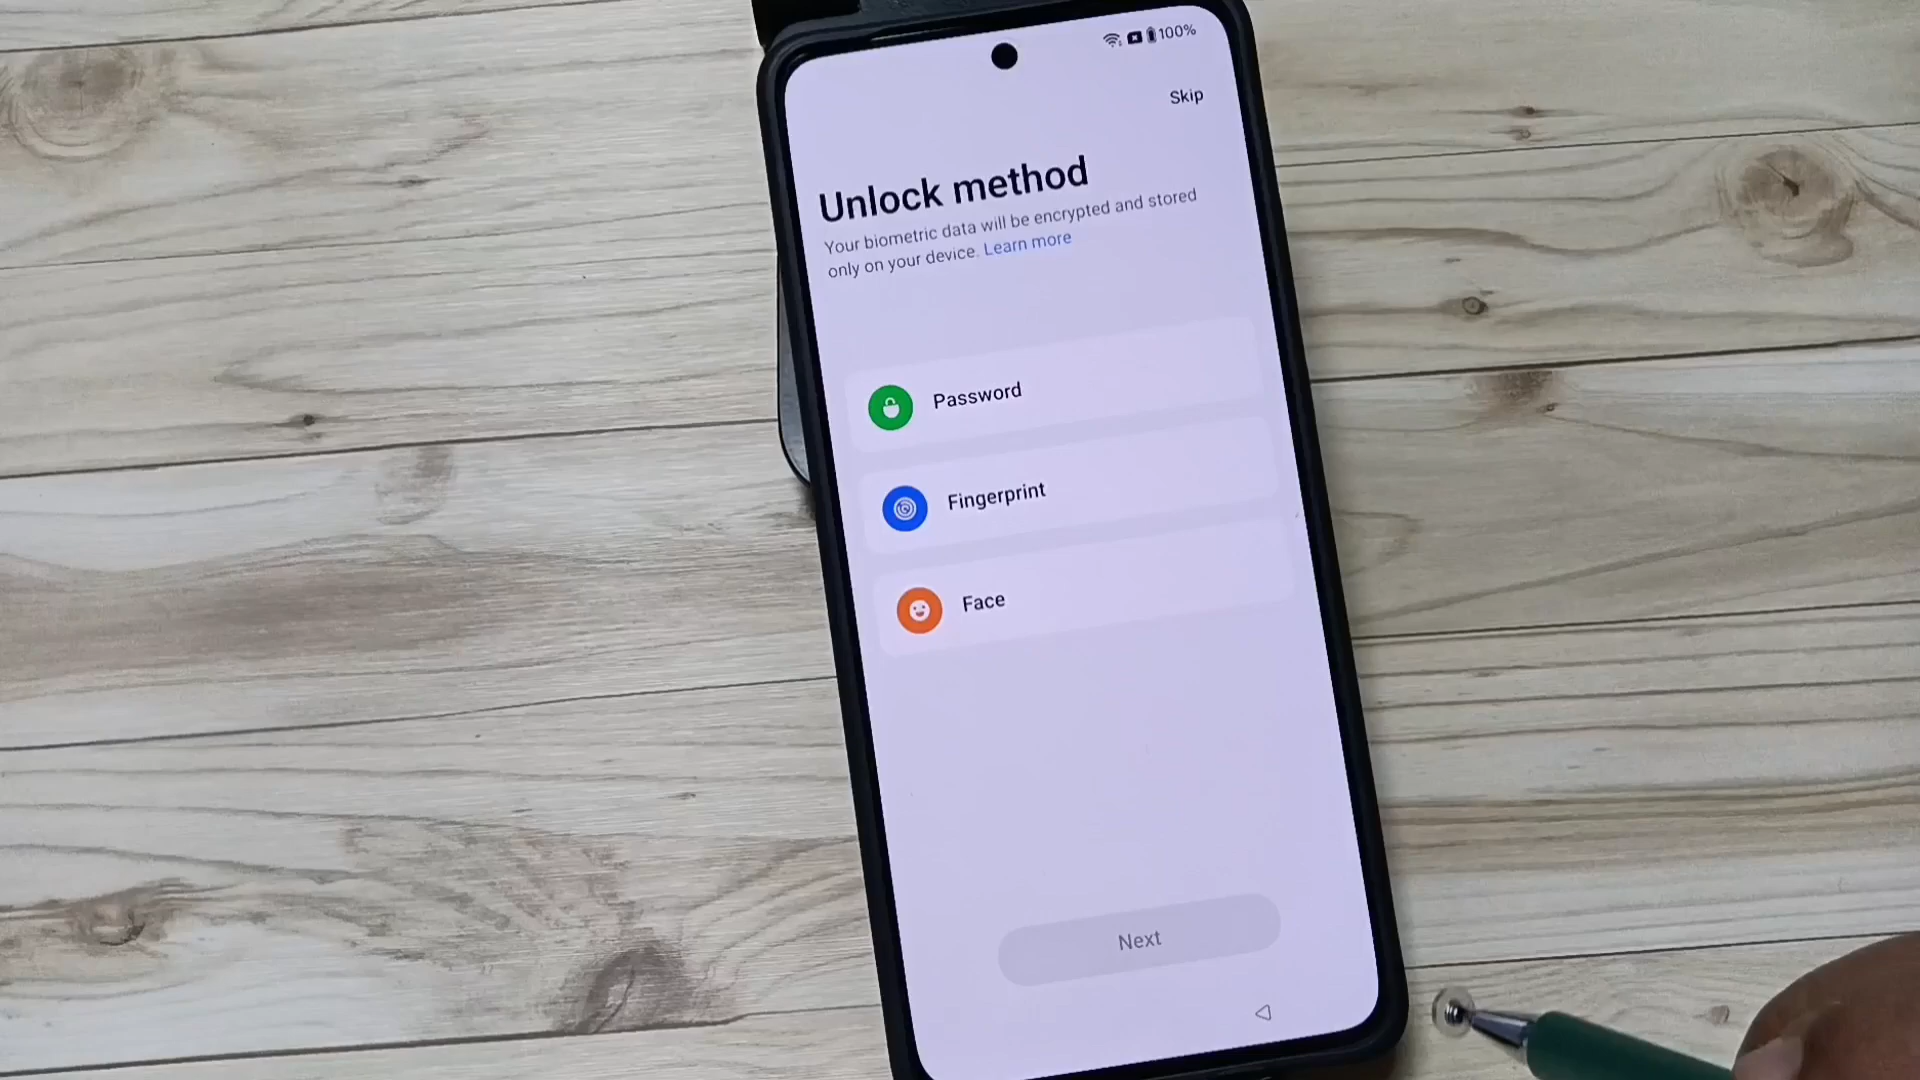 100%
Skip
Unlock method
Your biometric data will be encrypted and stored
only on your device. Learn more
Password
Fingerprint
Face
Next